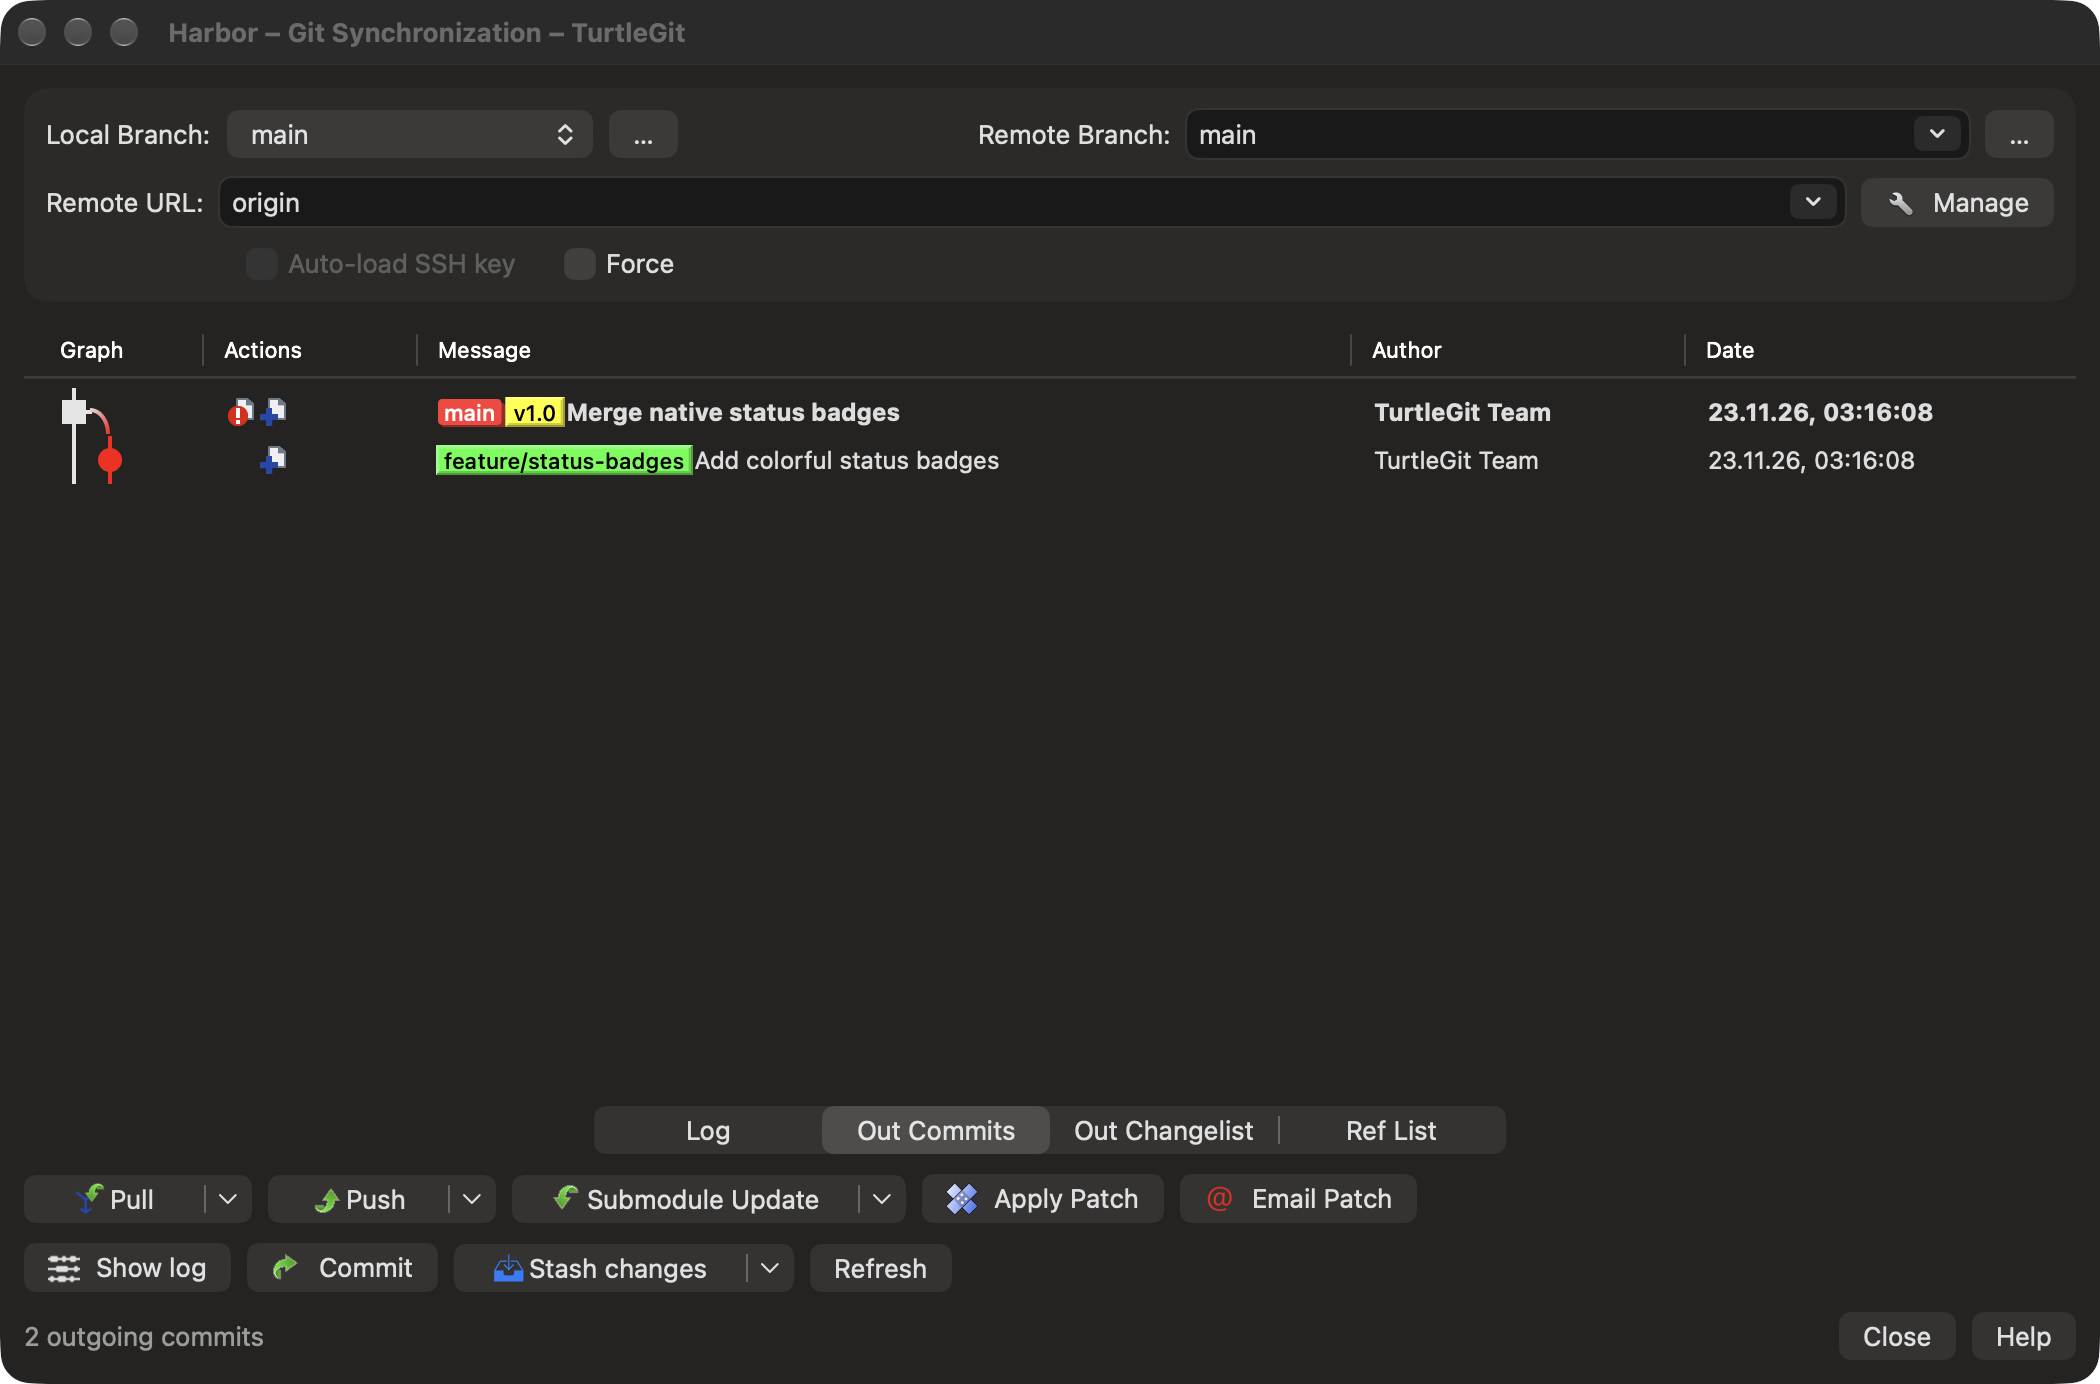 Harbor – Git Synchronization – TurtleGit
Local Branch: main ... Remote Branch: main ...
Remote URL: origin Manage
Auto-load SSH key Force
Graph Actions Message Author Date
main v1.0 Merge native status badges TurtleGit Team 23.11.26, 03:16:08
feature/status-badges Add colorful status badges TurtleGit Team 23.11.26, 03:16:08
Log Out Commits Out Changelist Ref List
Pull Push Submodule Update Apply Patch @ Email Patch
Show log Commit Stash changes Refresh
2 outgoing commits Close Help